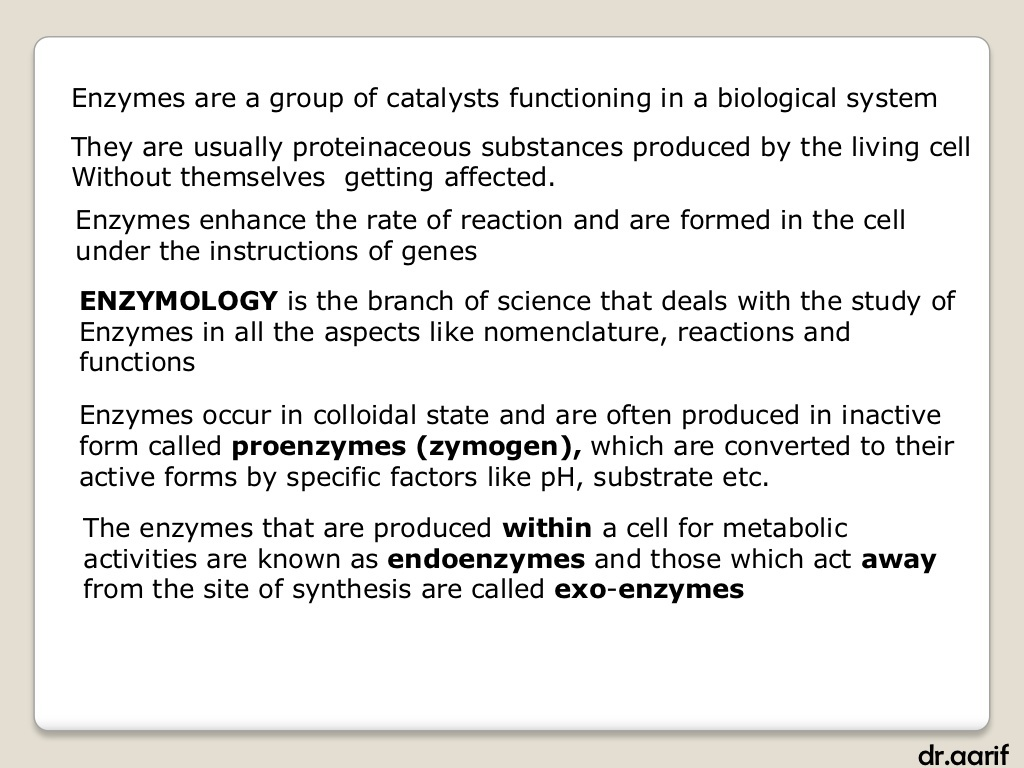 Enzymes are a group of catalysts functioning in a biological system
They are usually proteinaceous substances produced by the living cell
Without themselves  getting affected.
Enzymes enhance the rate of reaction and are formed in the cell
under the instructions of genes
ENZYMOLOGY is the branch of science that deals with the study of
Enzymes in all the aspects like nomenclature, reactions and
functions
Enzymes occur in colloidal state and are often produced in inactive
form called proenzymes (zymogen), which are converted to their
active forms by specific factors like pH, substrate etc.
The enzymes that are produced within a cell for metabolic
activities are known as endoenzymes and those which act away
from the site of synthesis are called exo-enzymes
dr.aarif